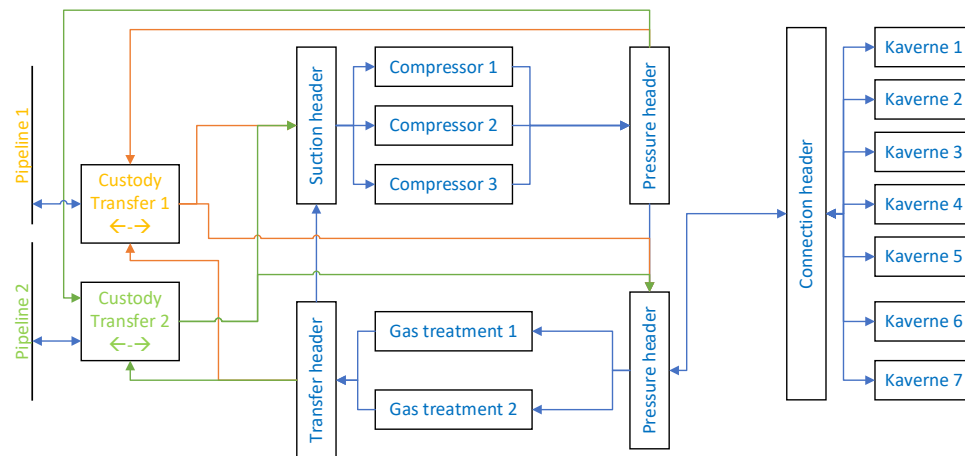 Pipeline 1
Custody
Transfer 1
←-→
Pipeline 2
Custody
Transfer 2
←-→
Suction header
Compressor 1
Compressor 2
Compressor 3
Pressure header
Transfer header
Gas treatment 1
Gas treatment 2
Pressure header
Connection header
Kaverne 1
Kaverne 2
Kaverne 3
Kaverne 4
Kaverne 5
Kaverne 6
Kaverne 7